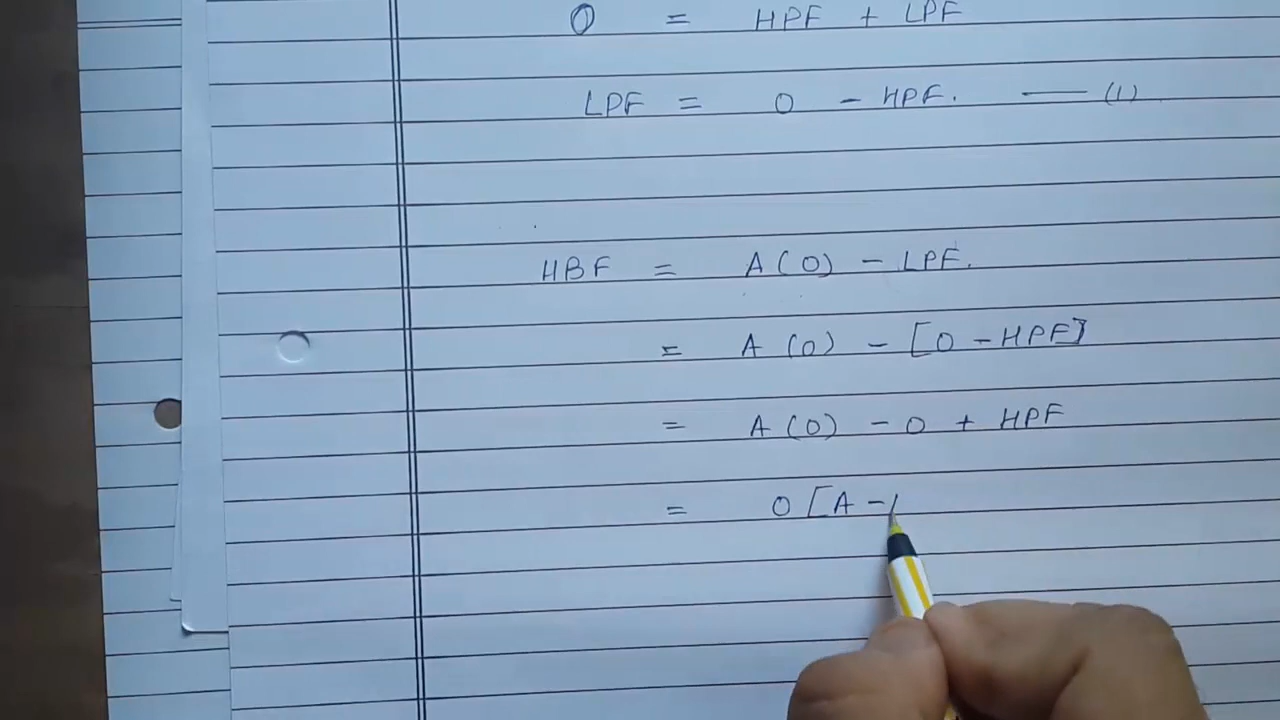 O = HPF + LPF
LPF = O - HPF. — (1)
HBF = A(O) - LPF.
= A(O) - [O - HPF]
= A(O) - O + HPF
= O [A - 1